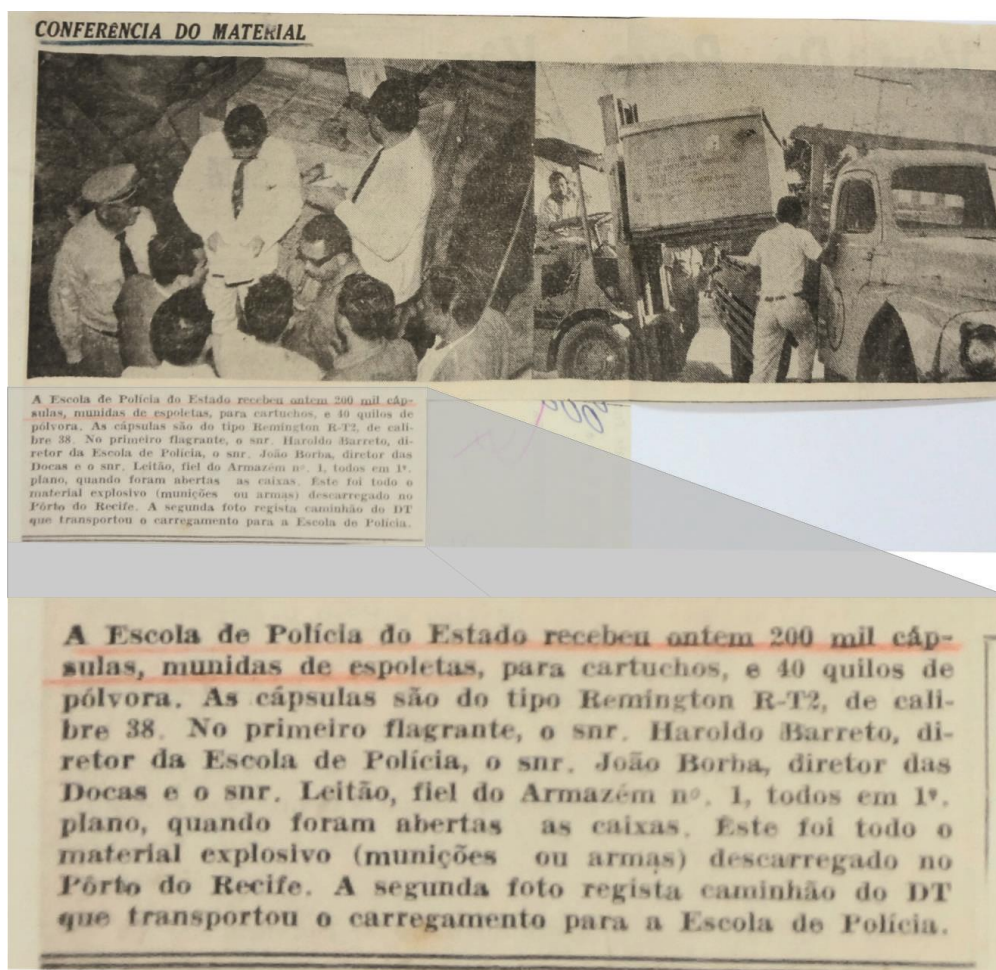 CONFERÊNCIA DO MATERIAL
A Escola de Polícia do Estado recebeu ontem 200 mil cáp-
sulas, munidas de espoletas, para cartuchos, e 40 quilos de
pólvora. As cápsulas são do tipo Remington R-T2, de cali-
bre 38. No primeiro flagrante, o snr. Haroldo Barreto, di-
retor da Escola de Polícia, o snr. João Borba, diretor das
Docas e o snr. Leitão, fiel do Armazém nº. 1, todos em 1º.
plano, quando foram abertas as caixas. Êste foi todo o
material explosivo (munições ou armas) descarregado no
Pôrto do Recife. A segunda foto regista caminhão do DT
que transportou o carregamento para a Escola de Polícia.
A Escola de Polícia do Estado recebeu ontem 200 mil cáp-
sulas, munidas de espoletas, para cartuchos, e 40 quilos de
pólvora. As cápsulas são do tipo Remington R-T2, de cali-
bre 38. No primeiro flagrante, o snr. Haroldo Barreto, di-
retor da Escola de Polícia, o snr. João Borba, diretor das
Docas e o snr. Leitão, fiel do Armazém nº. 1, todos em 1º.
plano, quando foram abertas as caixas. Êste foi todo o
material explosivo (munições ou armas) descarregado no
Pôrto do Recife. A segunda foto regista caminhão do DT
que transportou o carregamento para a Escola de Polícia.